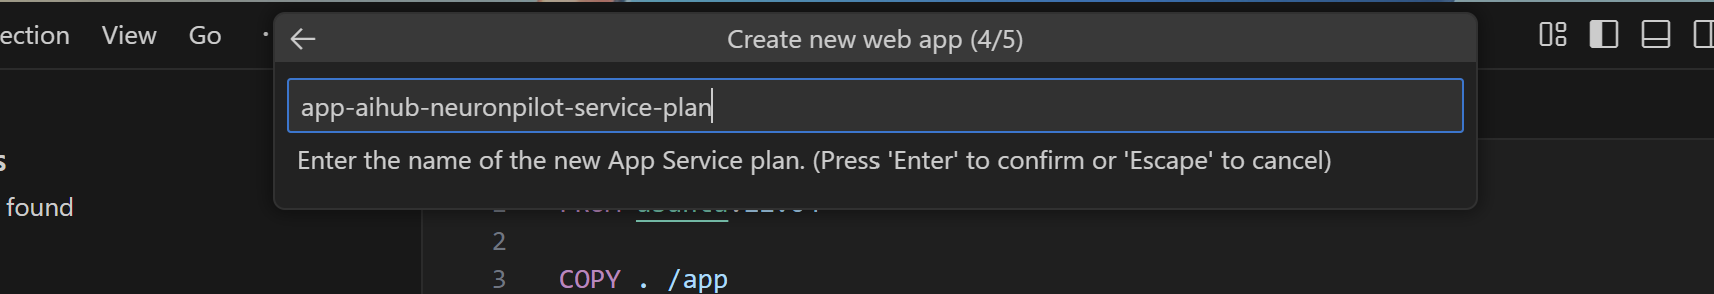 ection View Go ·
Create new web app (4/5)
app-aihub-neuronpilot-service-plan
Enter the name of the new App Service plan. (Press 'Enter' to confirm or 'Escape' to cancel)
s
found
2
3 COPY . /app